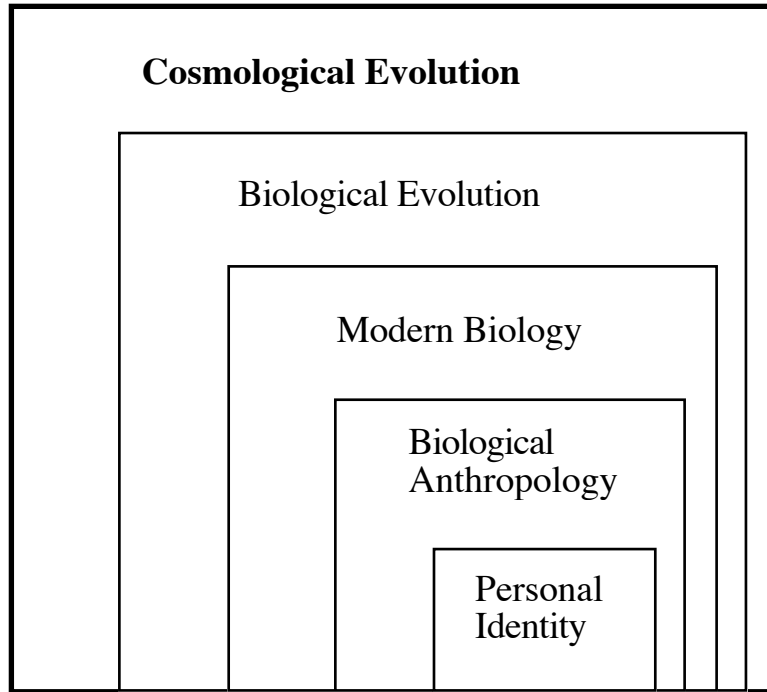 Cosmological Evolution
Biological Evolution
Modern Biology
Biological
Anthropology
Personal
Identity